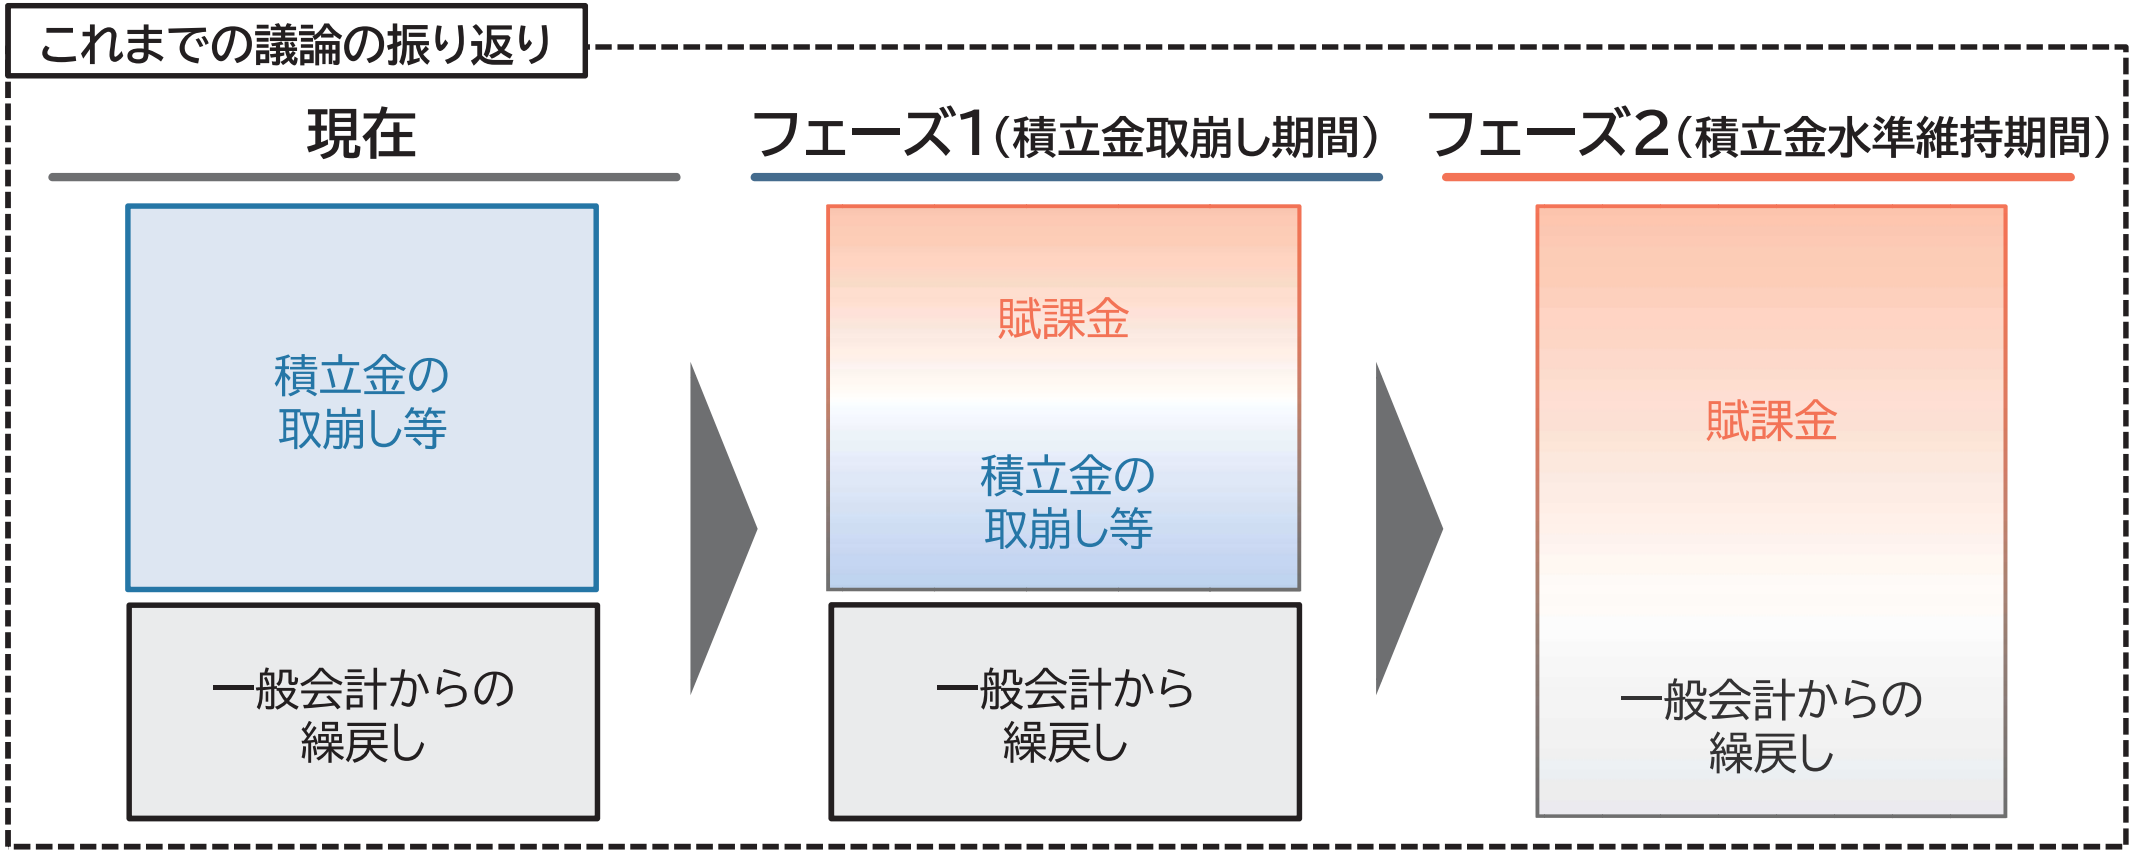 これまでの議論の振り返り
現在
フェーズ1(積立金取崩し期間)
フェーズ2(積立金水準維持期間)
積立金の
取崩し等
一般会計からの
繰戻し
賦課金
積立金の
取崩し等
一般会計から
繰戻し
賦課金
一般会計からの
繰戻し